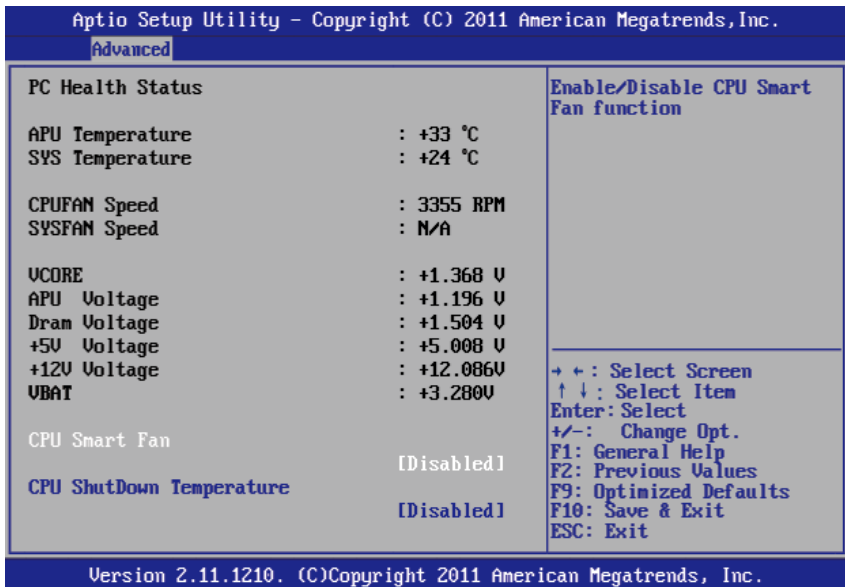 Aptio Setup Utility - Copyright (C) 2011 American Megatrends,Inc.
Advanced
PC Health Status
APU Temperature : +33 °C
SYS Temperature : +24 °C
CPUFAN Speed : 3355 RPM
SYSFAN Speed : N/A
VCORE : +1.368 V
APU Voltage : +1.196 V
Dram Voltage : +1.504 V
+5V Voltage : +5.008 V
+12V Voltage : +12.086V
VBAT : +3.280V
CPU Smart Fan
[Disabled]
CPU ShutDown Temperature
[Disabled]
Enable/Disable CPU Smart
Fan function
→ ←: Select Screen
↑ ↓: Select Item
Enter: Select
+/-: Change Opt.
F1: General Help
F2: Previous Values
F9: Optimized Defaults
F10: Save & Exit
ESC: Exit
Version 2.11.1210. (C)Copyright 2011 American Megatrends, Inc.